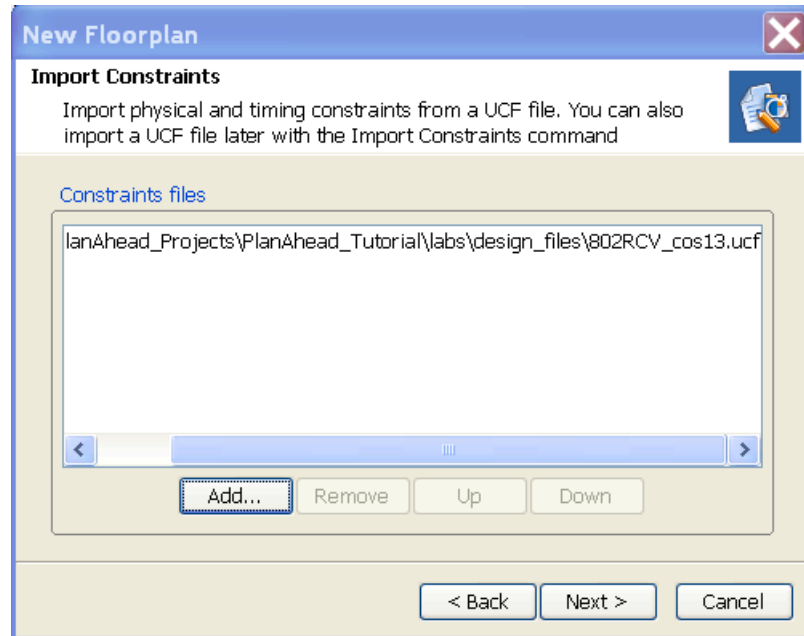 New Floorplan
Import Constraints
Import physical and timing constraints from a UCF file. You can also
import a UCF file later with the Import Constraints command
Constraints files
lanAhead_Projects\PlanAhead_Tutorial\labs\design_files\802RCV_cos13.ucf
Add... Remove Up Down
< Back Next > Cancel